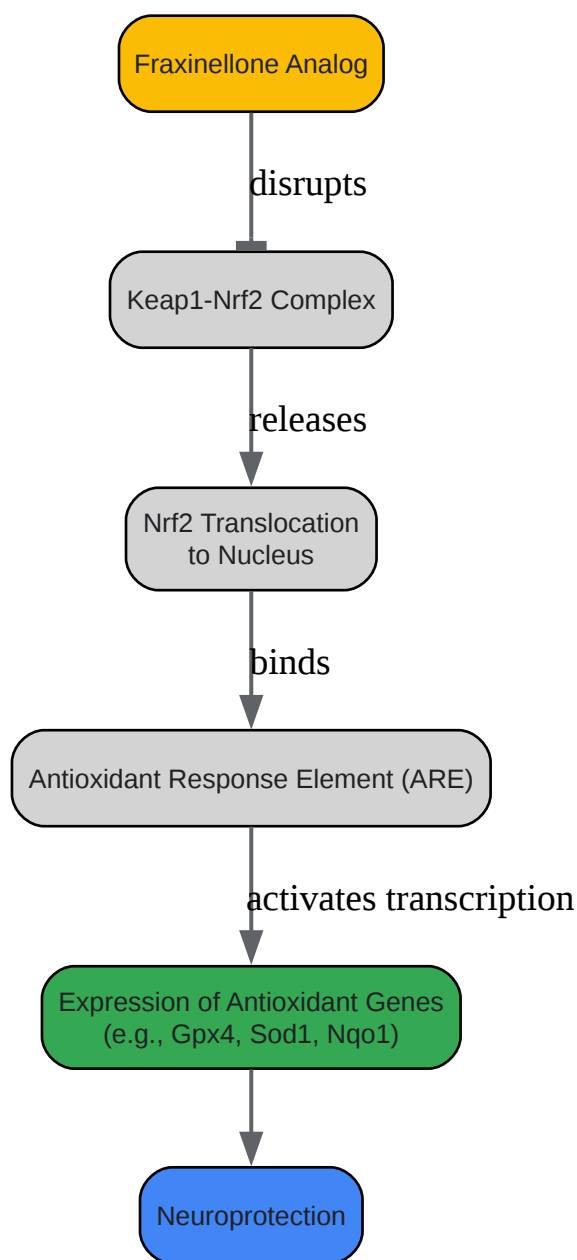 Fraxinellone Analog
disrupts
Keap1-Nrf2 Complex
releases
Nrf2 Translocation
to Nucleus
binds
Antioxidant Response Element (ARE)
activates transcription
Expression of Antioxidant Genes
(e.g., Gpx4, Sod1, Nqo1)
Neuroprotection